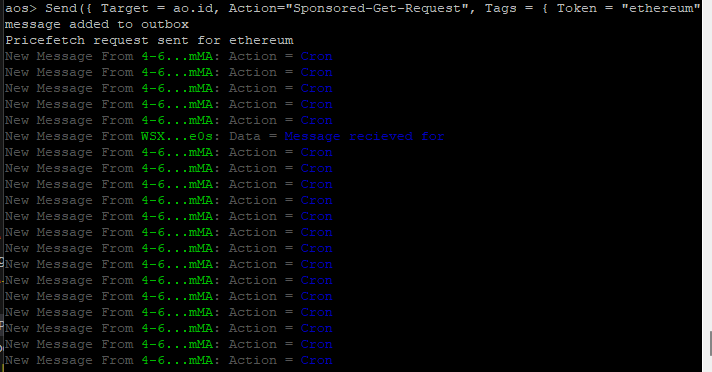 aos> Send({ Target = ao.id, Action="Sponsored-Get-Request", Tags = { Token = "ethereum"
message added to outbox
Pricefetch request sent for ethereum
New Message From 4-6...mMA: Action = Cron
New Message From 4-6...mMA: Action = Cron
New Message From 4-6...mMA: Action = Cron
New Message From 4-6...mMA: Action = Cron
New Message From 4-6...mMA: Action = Cron
New Message From WSX...e0s: Data = Message recieved for
New Message From 4-6...mMA: Action = Cron
New Message From 4-6...mMA: Action = Cron
New Message From 4-6...mMA: Action = Cron
New Message From 4-6...mMA: Action = Cron
New Message From 4-6...mMA: Action = Cron
New Message From 4-6...mMA: Action = Cron
New Message From 4-6...mMA: Action = Cron
New Message From 4-6...mMA: Action = Cron
New Message From 4-6...mMA: Action = Cron
New Message From 4-6...mMA: Action = Cron
New Message From 4-6...mMA: Action = Cron
New Message From 4-6...mMA: Action = Cron
New Message From 4-6...mMA: Action = Cron
New Message From 4-6...mMA: Action = Cron